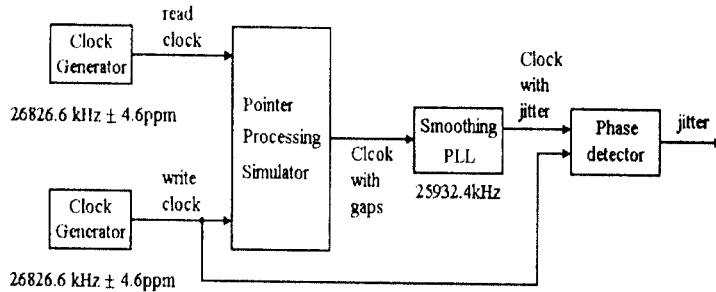 read
clock
Clock
Generator
26826.6 kHz ± 4.6ppm
Pointer
Processing
Simulator
Clcok
with
gaps
Smoothing
PLL
25932.4kHz
Clock
with
jitter
Phase
detector
jitter
write
clock
Clock
Generator
26826.6 kHz ± 4.6ppm